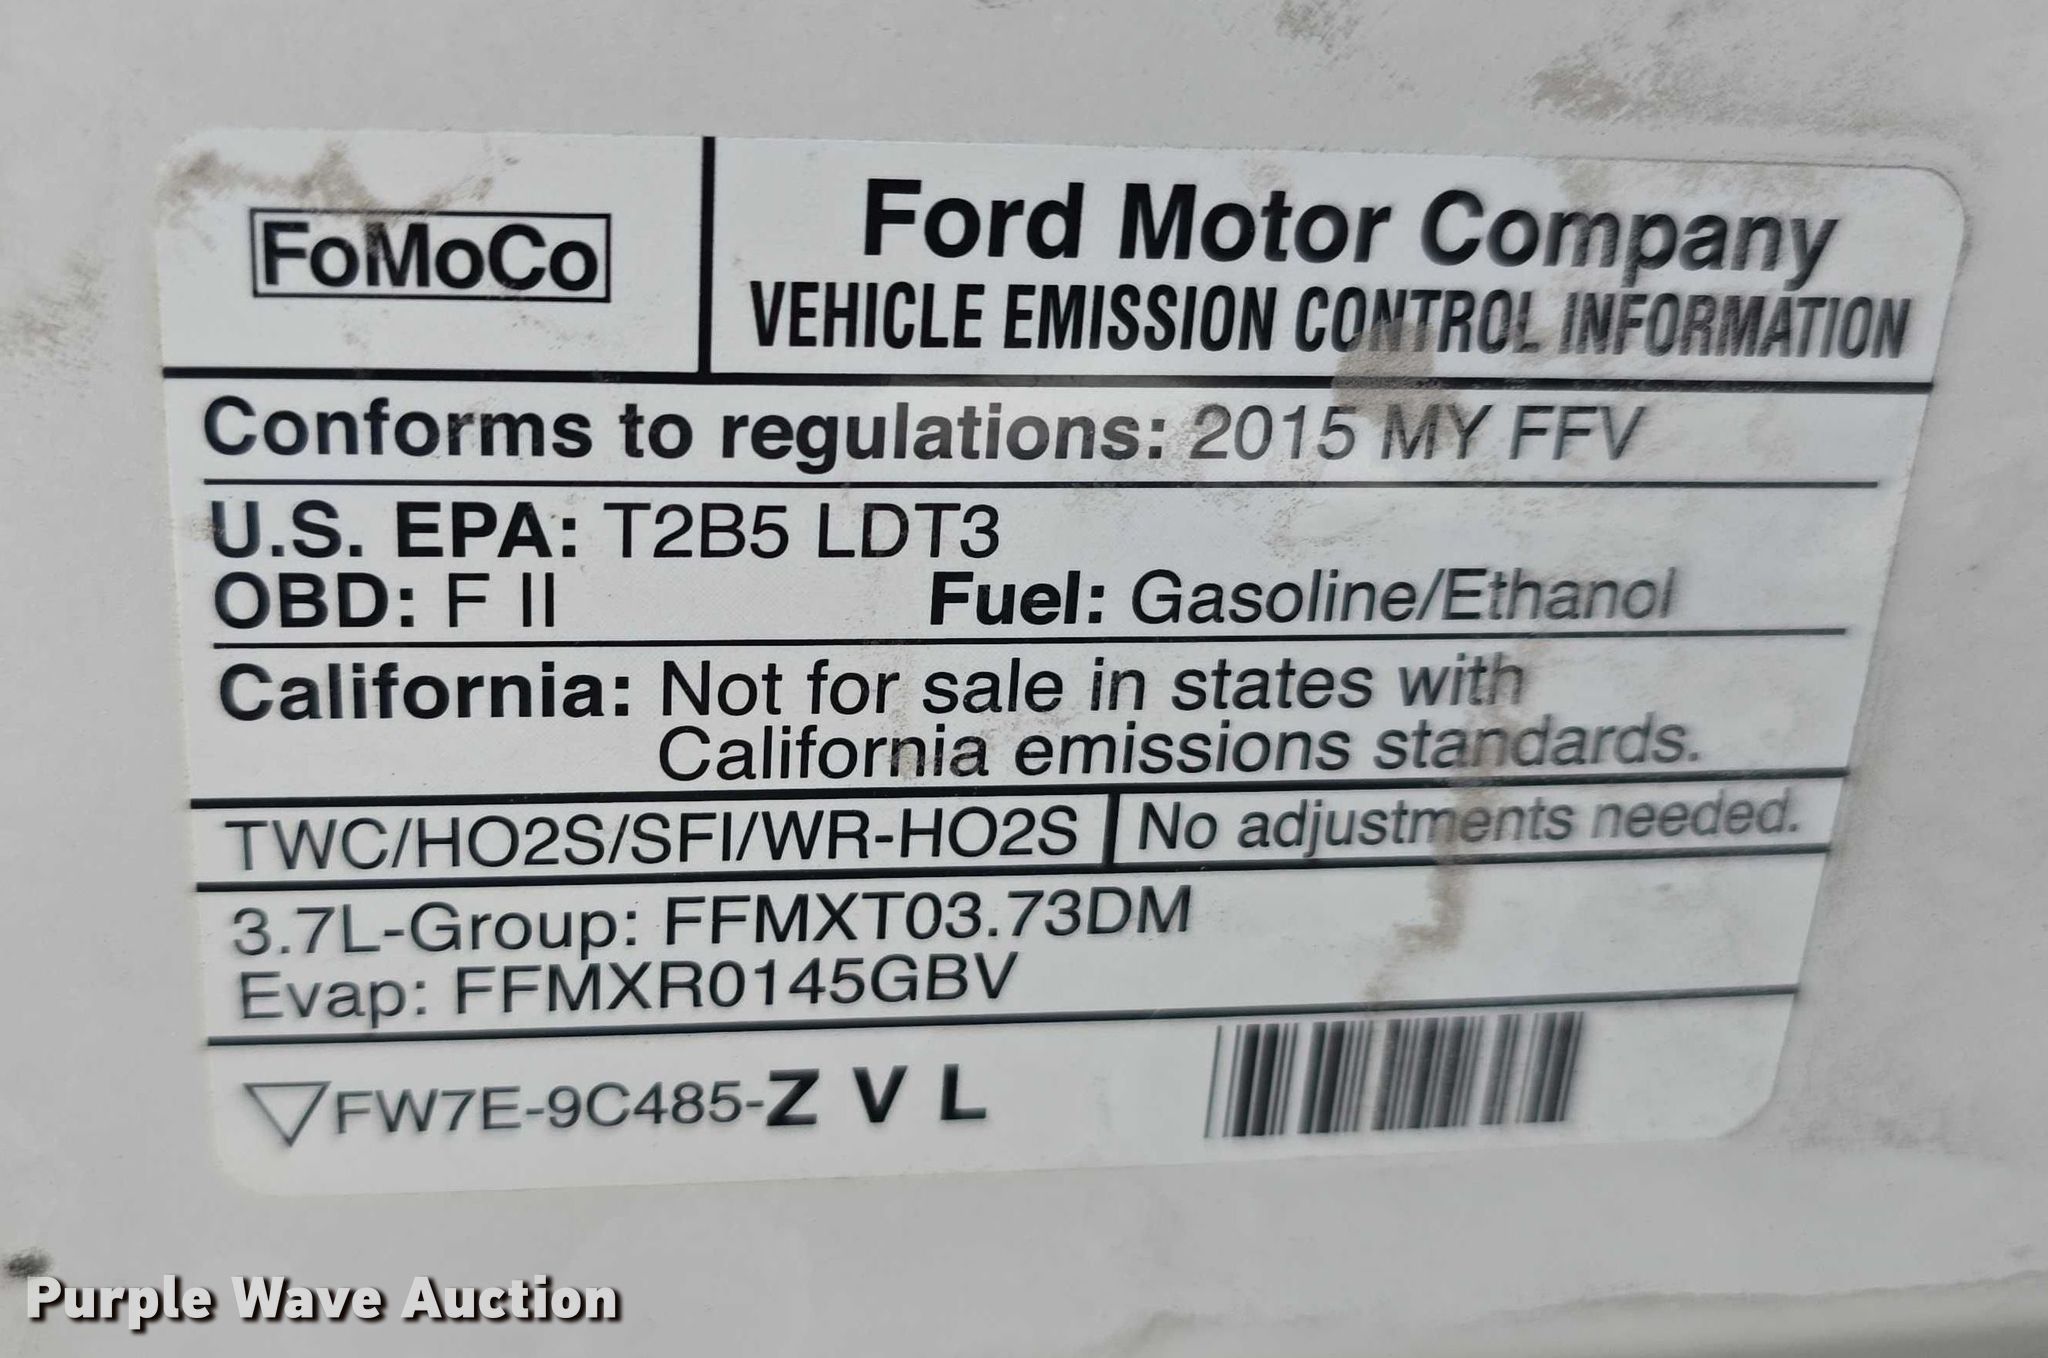 FoMoCo
Ford Motor Company
VEHICLE EMISSION CONTROL INFORMATION
Conforms to regulations: 2015 MY FFV
U.S. EPA: T2B5 LDT3
OBD: F II Fuel: Gasoline/Ethanol
California: Not for sale in states with
California emissions standards.
TWC/HO2S/SFI/WR-HO2S No adjustments needed.
3.7L-Group: FFMXT03.73DM
Evap: FFMXR0145GBV
FW7E-9C485-Z V L
Purple Wave Auction